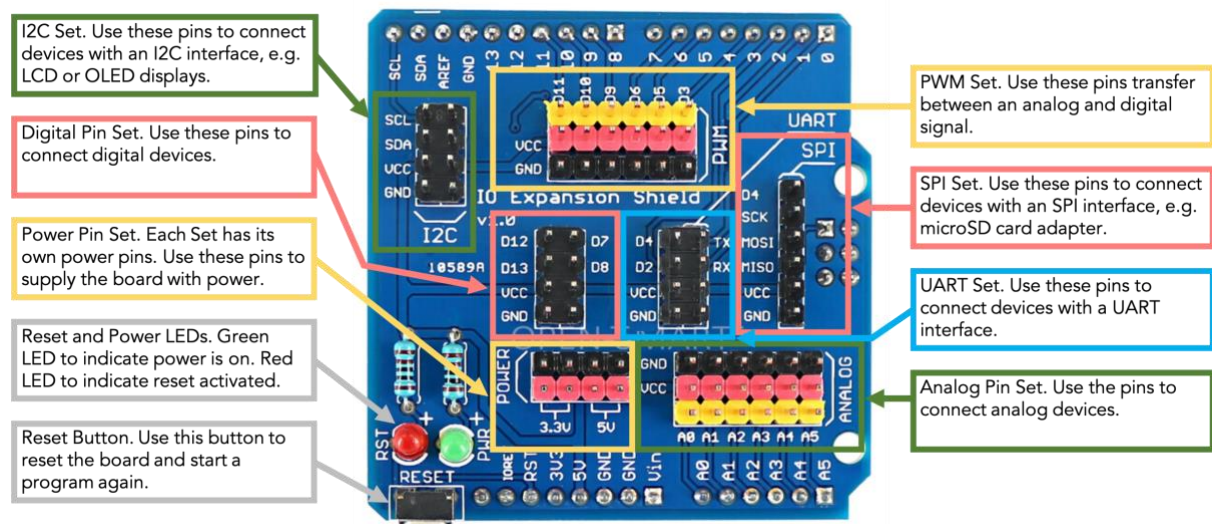 I2C Set. Use these pins to connect
devices with an I2C interface, e.g.
LCD or OLED displays.
Digital Pin Set. Use these pins to
connect digital devices.
Power Pin Set. Each Set has its
own power pins. Use these pins to
supply the board with power.
Reset and Power LEDs. Green
LED to indicate power is on. Red
LED to indicate reset activated.
Reset Button. Use this button to
reset the board and start a
program again.
SCL SDA AREF GND 13 12 11 10 9 8 7 6 5 4 3 2 1 0
D11 D10 D9 D6 D5 D3
VCC
GND
PWM
SCL
SDA
VCC
GND
I2C
IO Expansion Shield
v1.0
10589A
UART
SPI
D4
SCK
MOSI
MISO
VCC
GND
D12 D7
D13 D8
VCC
GND
D4 TX
D2 RX
VCC
GND
POWER
3.3V 5V
GND
VCC
ANALOG
A0 A1 A2 A3 A4 A5
RST
PWR
+ +
RESET
IORE RST 3V3 5V GND GND Vin A0 A1 A2 A3 A4 A5
PWM Set. Use these pins transfer
between an analog and digital
signal.
SPI Set. Use these pins to connect
devices with an SPI interface, e.g.
microSD card adapter.
UART Set. Use these pins to
connect devices with a UART
interface.
Analog Pin Set. Use the pins to
connect analog devices.